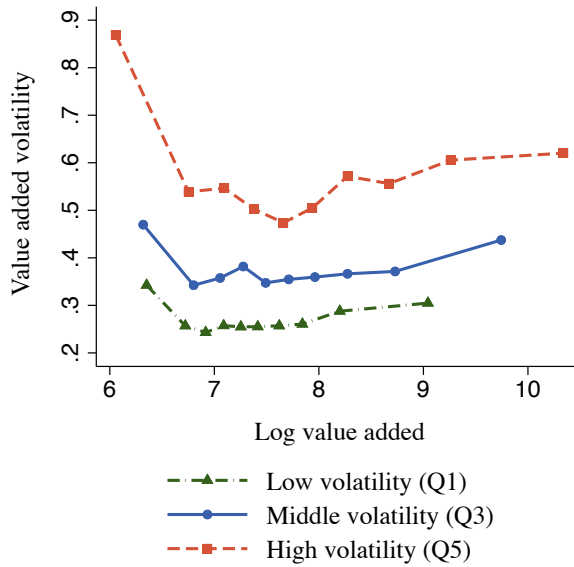 .9
.8
.7
.6
.5
.4
.3
.2
Value added volatility
6 7 8 9 10
Log value added
Low volatility (Q1)
Middle volatility (Q3)
High volatility (Q5)